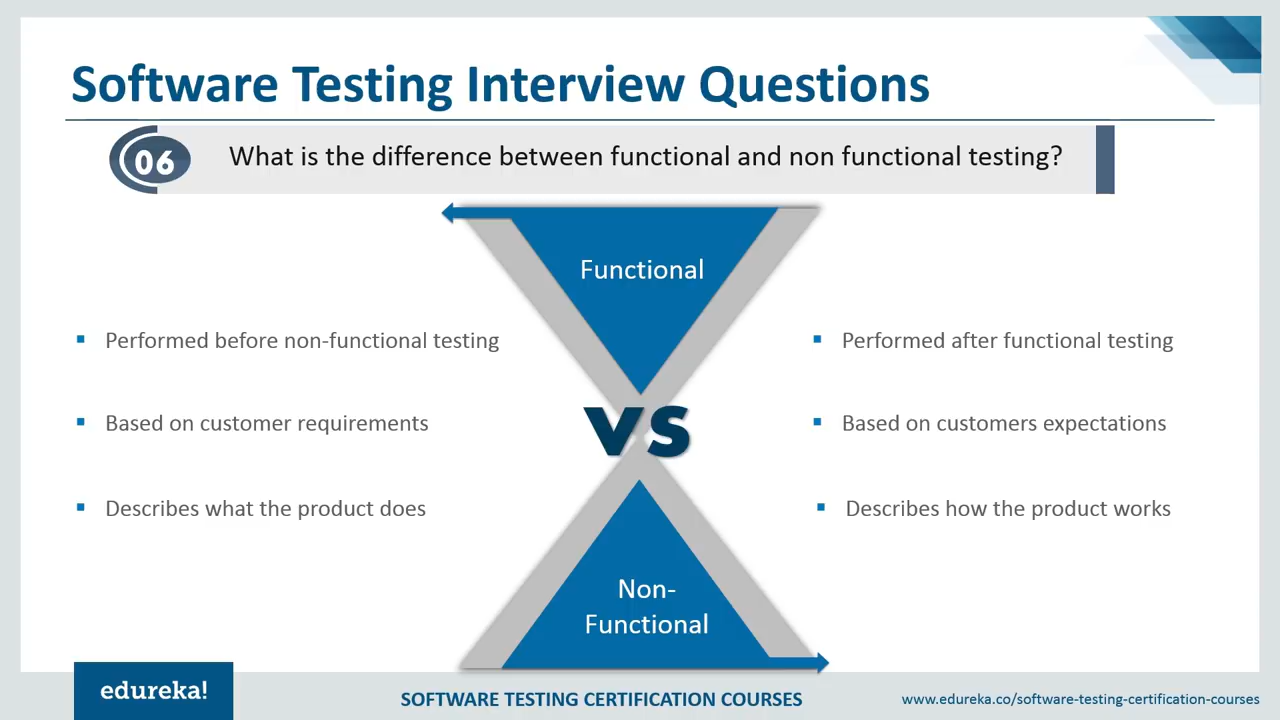 Software Testing Interview Questions
06
What is the difference between functional and non functional testing?
Functional
Performed before non-functional testing
Based on customer requirements
Describes what the product does
VS
Performed after functional testing
Based on customers expectations
Describes how the product works
Non-
Functional
edureka!
SOFTWARE TESTING CERTIFICATION COURSES
www.edureka.co/software-testing-certification-courses